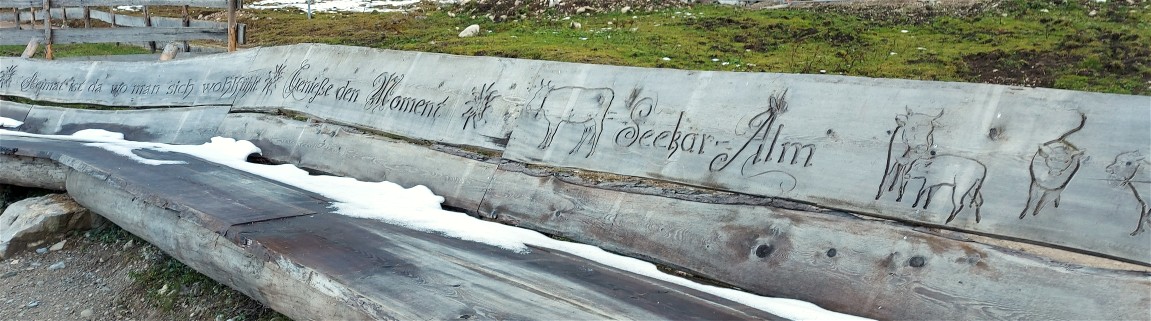 Heimat ist da wo man sich wohlfühlt
Genieße den Moment
Seekar-Alm